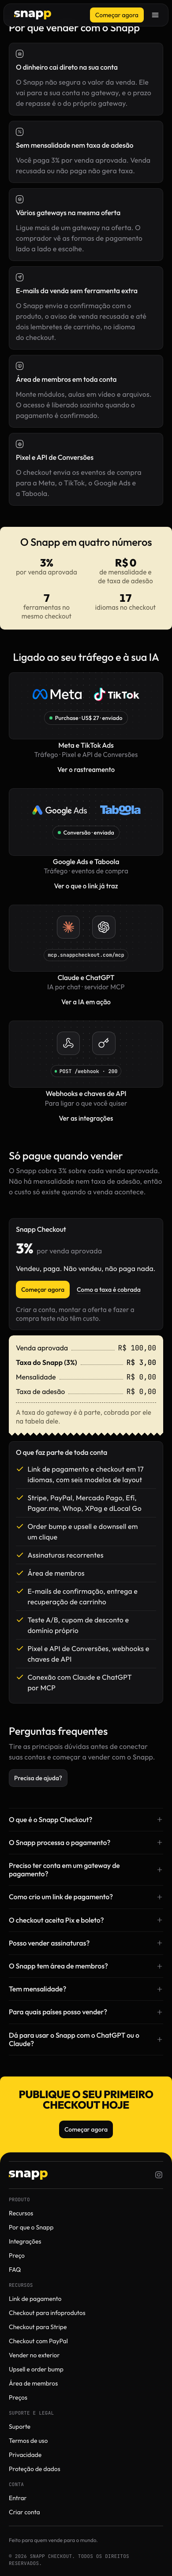 snapp
Começar agora
Por que vender com o Snapp
O dinheiro cai direto na sua conta
O Snapp não segura o valor da venda. Ele
vai para a sua conta no gateway, e o prazo
de repasse é o do próprio gateway.
Sem mensalidade nem taxa de adesão
Você paga 3% por venda aprovada. Venda
recusada ou não paga não gera taxa.
Vários gateways na mesma oferta
Ligue mais de um gateway na oferta. O
comprador vê as formas de pagamento
lado a lado e escolhe.
E-mails da venda sem ferramenta extra
O Snapp envia a confirmação com o
produto, o aviso de venda recusada e até
dois lembretes de carrinho, no idioma
do checkout.
Área de membros em toda conta
Monte módulos, aulas em vídeo e arquivos.
O acesso é liberado sozinho quando o
pagamento é confirmado.
Pixel e API de Conversões
O checkout envia os eventos de compra
para a Meta, o TikTok, o Google Ads e
a Taboola.
O Snapp em quatro números
3%
por venda aprovada
R$ 0
de mensalidade e
de taxa de adesão
7
ferramentas no
mesmo checkout
17
idiomas no checkout
Ligado ao seu tráfego e à sua IA
Meta TikTok
Purchase · US$ 27 · enviado
Meta e TikTok Ads
Tráfego · Pixel e API de Conversões
Ver o rastreamento
Google Ads Taboola
Conversão · enviada
Google Ads e Taboola
Tráfego · eventos de compra
Ver o que o link já traz
mcp.snappcheckout.com/mcp
Claude e ChatGPT
IA por chat · servidor MCP
Ver a IA em ação
POST /webhook · 200
Webhooks e chaves de API
Para ligar o que você quiser
Ver as integrações
Só pague quando vender
O Snapp cobra 3% sobre cada venda aprovada. Não
há mensalidade nem taxa de adesão, então
o custo só existe quando a venda acontece.
Snapp Checkout
3% por venda aprovada
Vendeu, paga. Não vendeu, não paga nada.
Começar agora
Como a taxa é cobrada
Criar a conta, montar a oferta e fazer a
compra teste não têm custo.
Venda aprovada R$ 100,00
Taxa do Snapp (3%) R$ 3,00
Mensalidade R$ 0,00
Taxa de adesão R$ 0,00
A taxa do gateway é à parte, cobrada por ele
na tabela dele.
O que faz parte de toda conta
Link de pagamento e checkout em 17
idiomas, com seis modelos de layout
Stripe, PayPal, Mercado Pago, Efí,
Pagar.me, Whop, XPag e dLocal Go
Order bump e upsell e downsell em
um clique
Assinaturas recorrentes
Área de membros
E-mails de confirmação, entrega e
recuperação de carrinho
Teste A/B, cupom de desconto e
domínio próprio
Pixel e API de Conversões, webhooks e
chaves de API
Conexão com Claude e ChatGPT
por MCP
Perguntas frequentes
Tire as principais dúvidas antes de conectar
suas contas e começar a vender com o Snapp.
Precisa de ajuda?
O que é o Snapp Checkout?
O Snapp processa o pagamento?
Preciso ter conta em um gateway de
pagamento?
Como crio um link de pagamento?
O checkout aceita Pix e boleto?
Posso vender assinaturas?
O Snapp tem área de membros?
Tem mensalidade?
Para quais países posso vender?
Dá para usar o Snapp com o ChatGPT ou o
Claude?
PUBLIQUE O SEU PRIMEIRO
CHECKOUT HOJE
Começar agora
snapp
PRODUTO
Recursos
Por que o Snapp
Integrações
Preço
FAQ
RECURSOS
Link de pagamento
Checkout para infoprodutos
Checkout para Stripe
Checkout com PayPal
Vender no exterior
Upsell e order bump
Área de membros
Preços
SUPORTE E LEGAL
Suporte
Termos de uso
Privacidade
Proteção de dados
CONTA
Entrar
Criar conta
Feito para quem vende para o mundo.
© 2026 SNAPP CHECKOUT. TODOS OS DIREITOS
RESERVADOS.